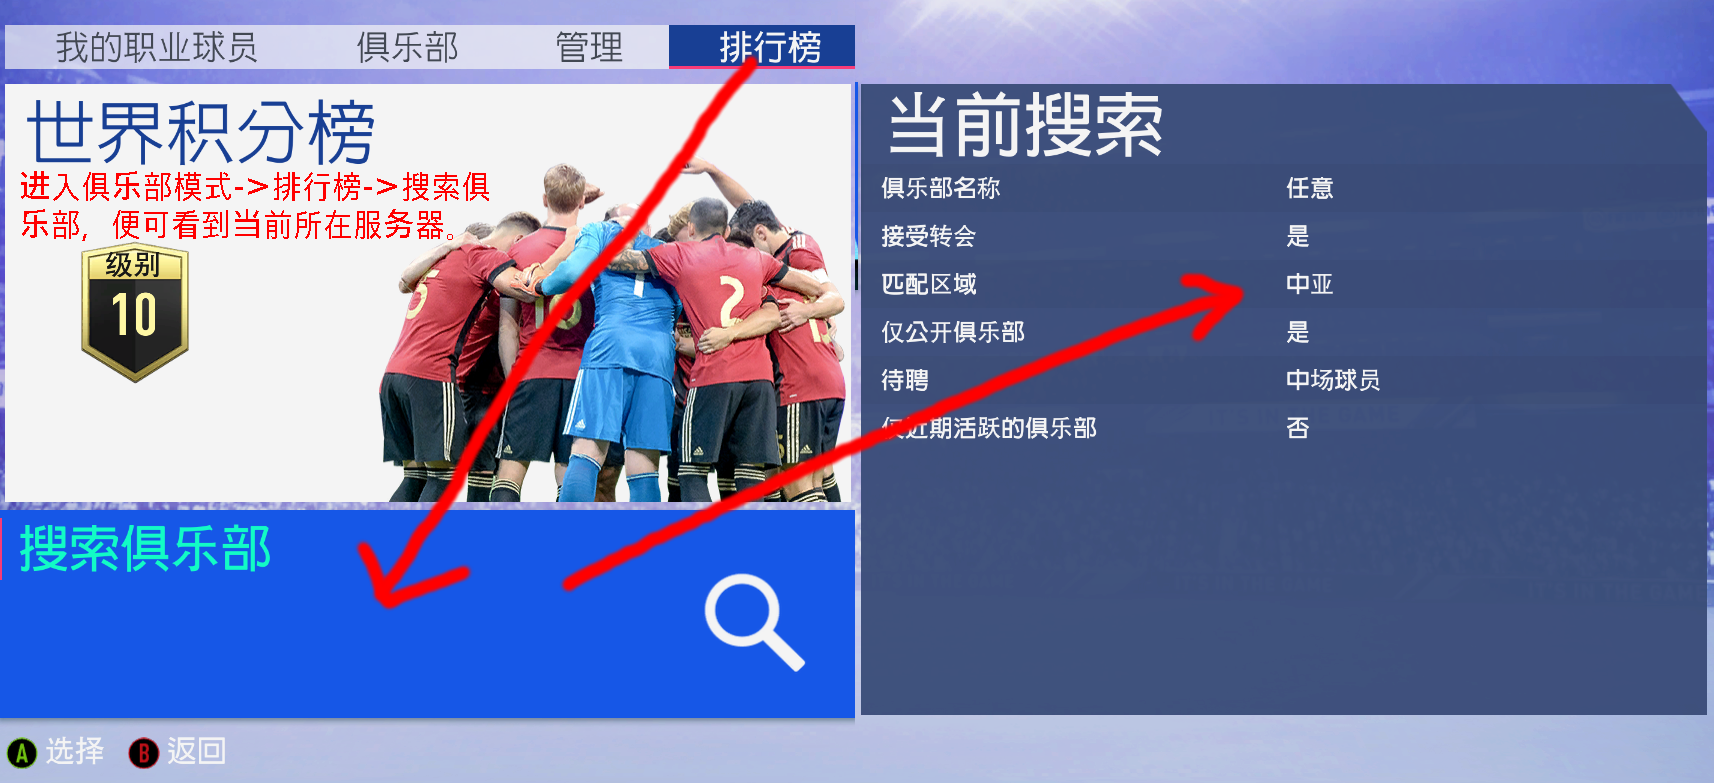 我的职业球员 俱乐部 管理 排行榜
世界积分榜
进入俱乐部模式->排行榜->搜索俱
乐部，便可看到当前所在服务器。
级别
10
5
10
1
2
搜索俱乐部
当前搜索
俱乐部名称 任意
接受转会 是
匹配区域 中亚
仅公开俱乐部 是
待聘 中场球员
仅近期活跃的俱乐部 否
A 选择 B 返回